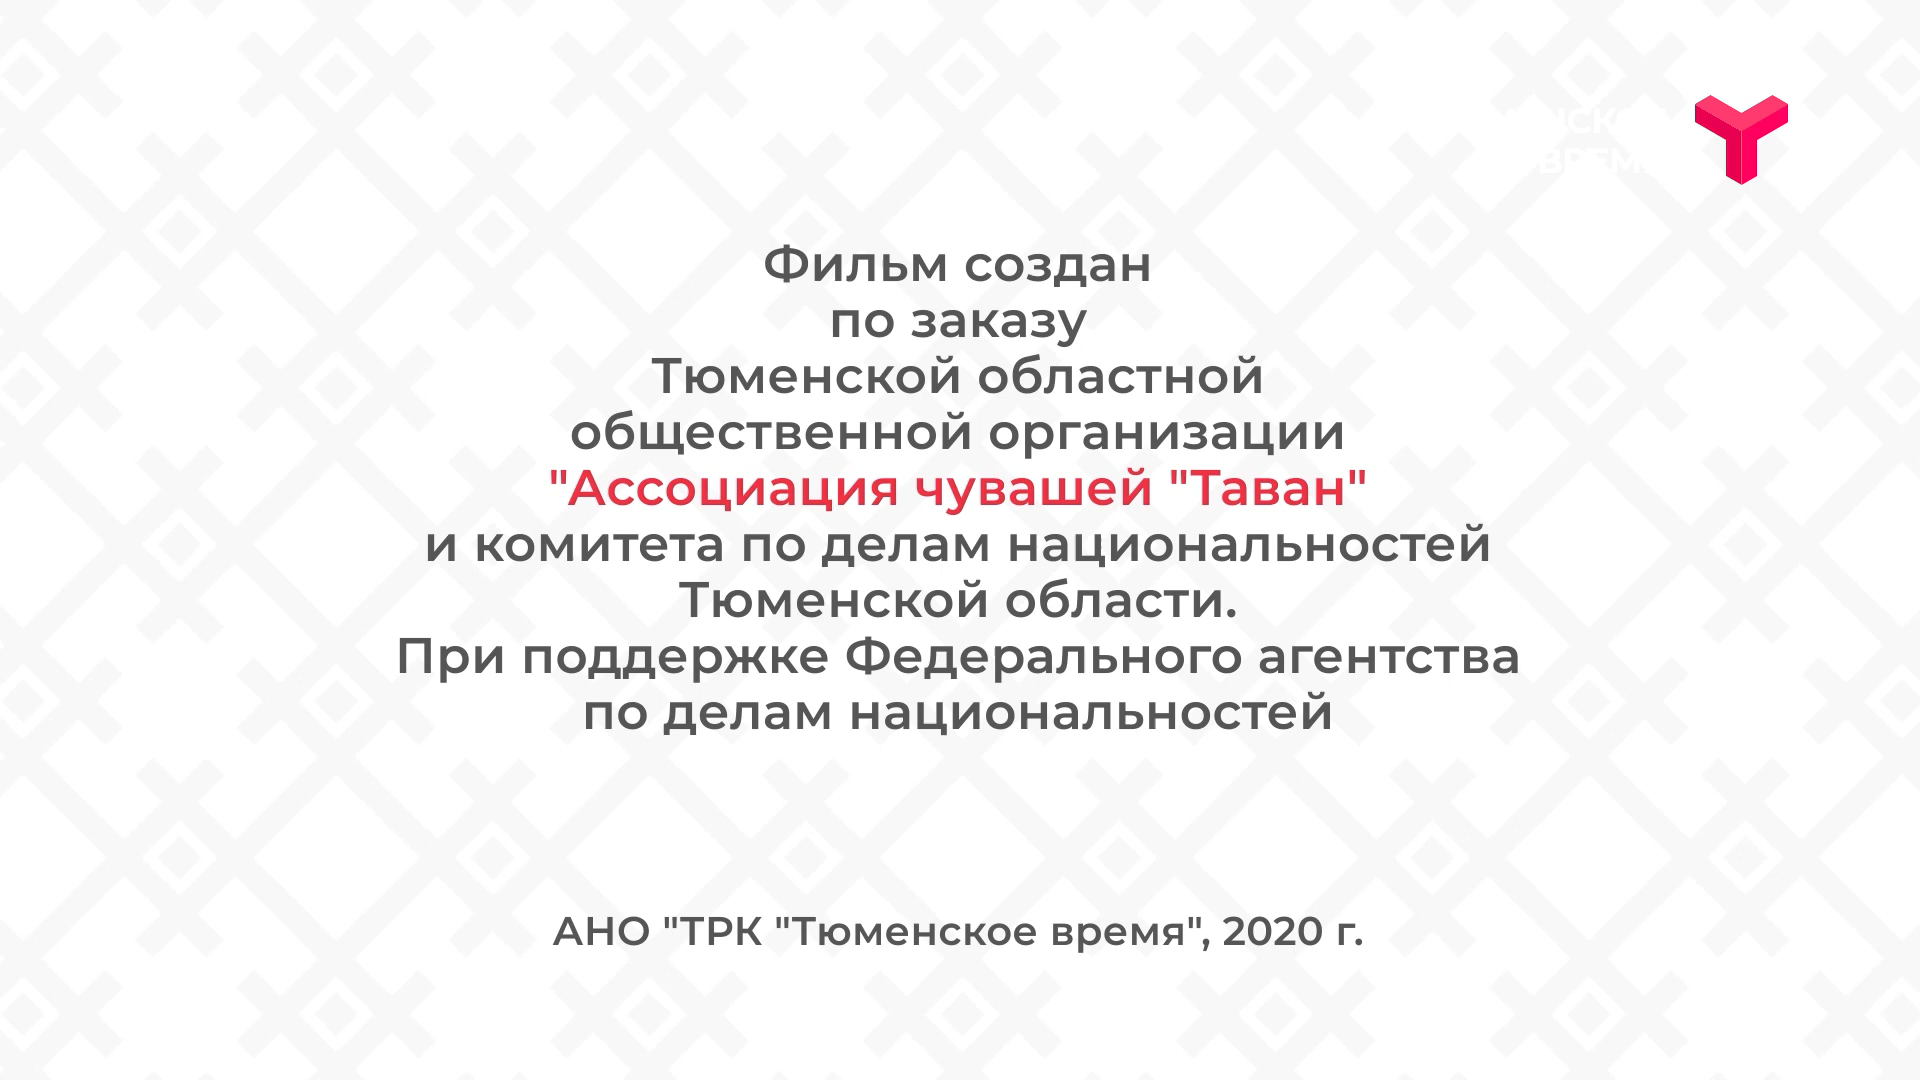 Фильм создан
по заказу
Тюменской областной
общественной организации
"Ассоциация чувашей "Таван"
и комитета по делам национальностей
Тюменской области.
При поддержке Федерального агентства
по делам национальностей
АНО "ТРК "Тюменское время", 2020 г.